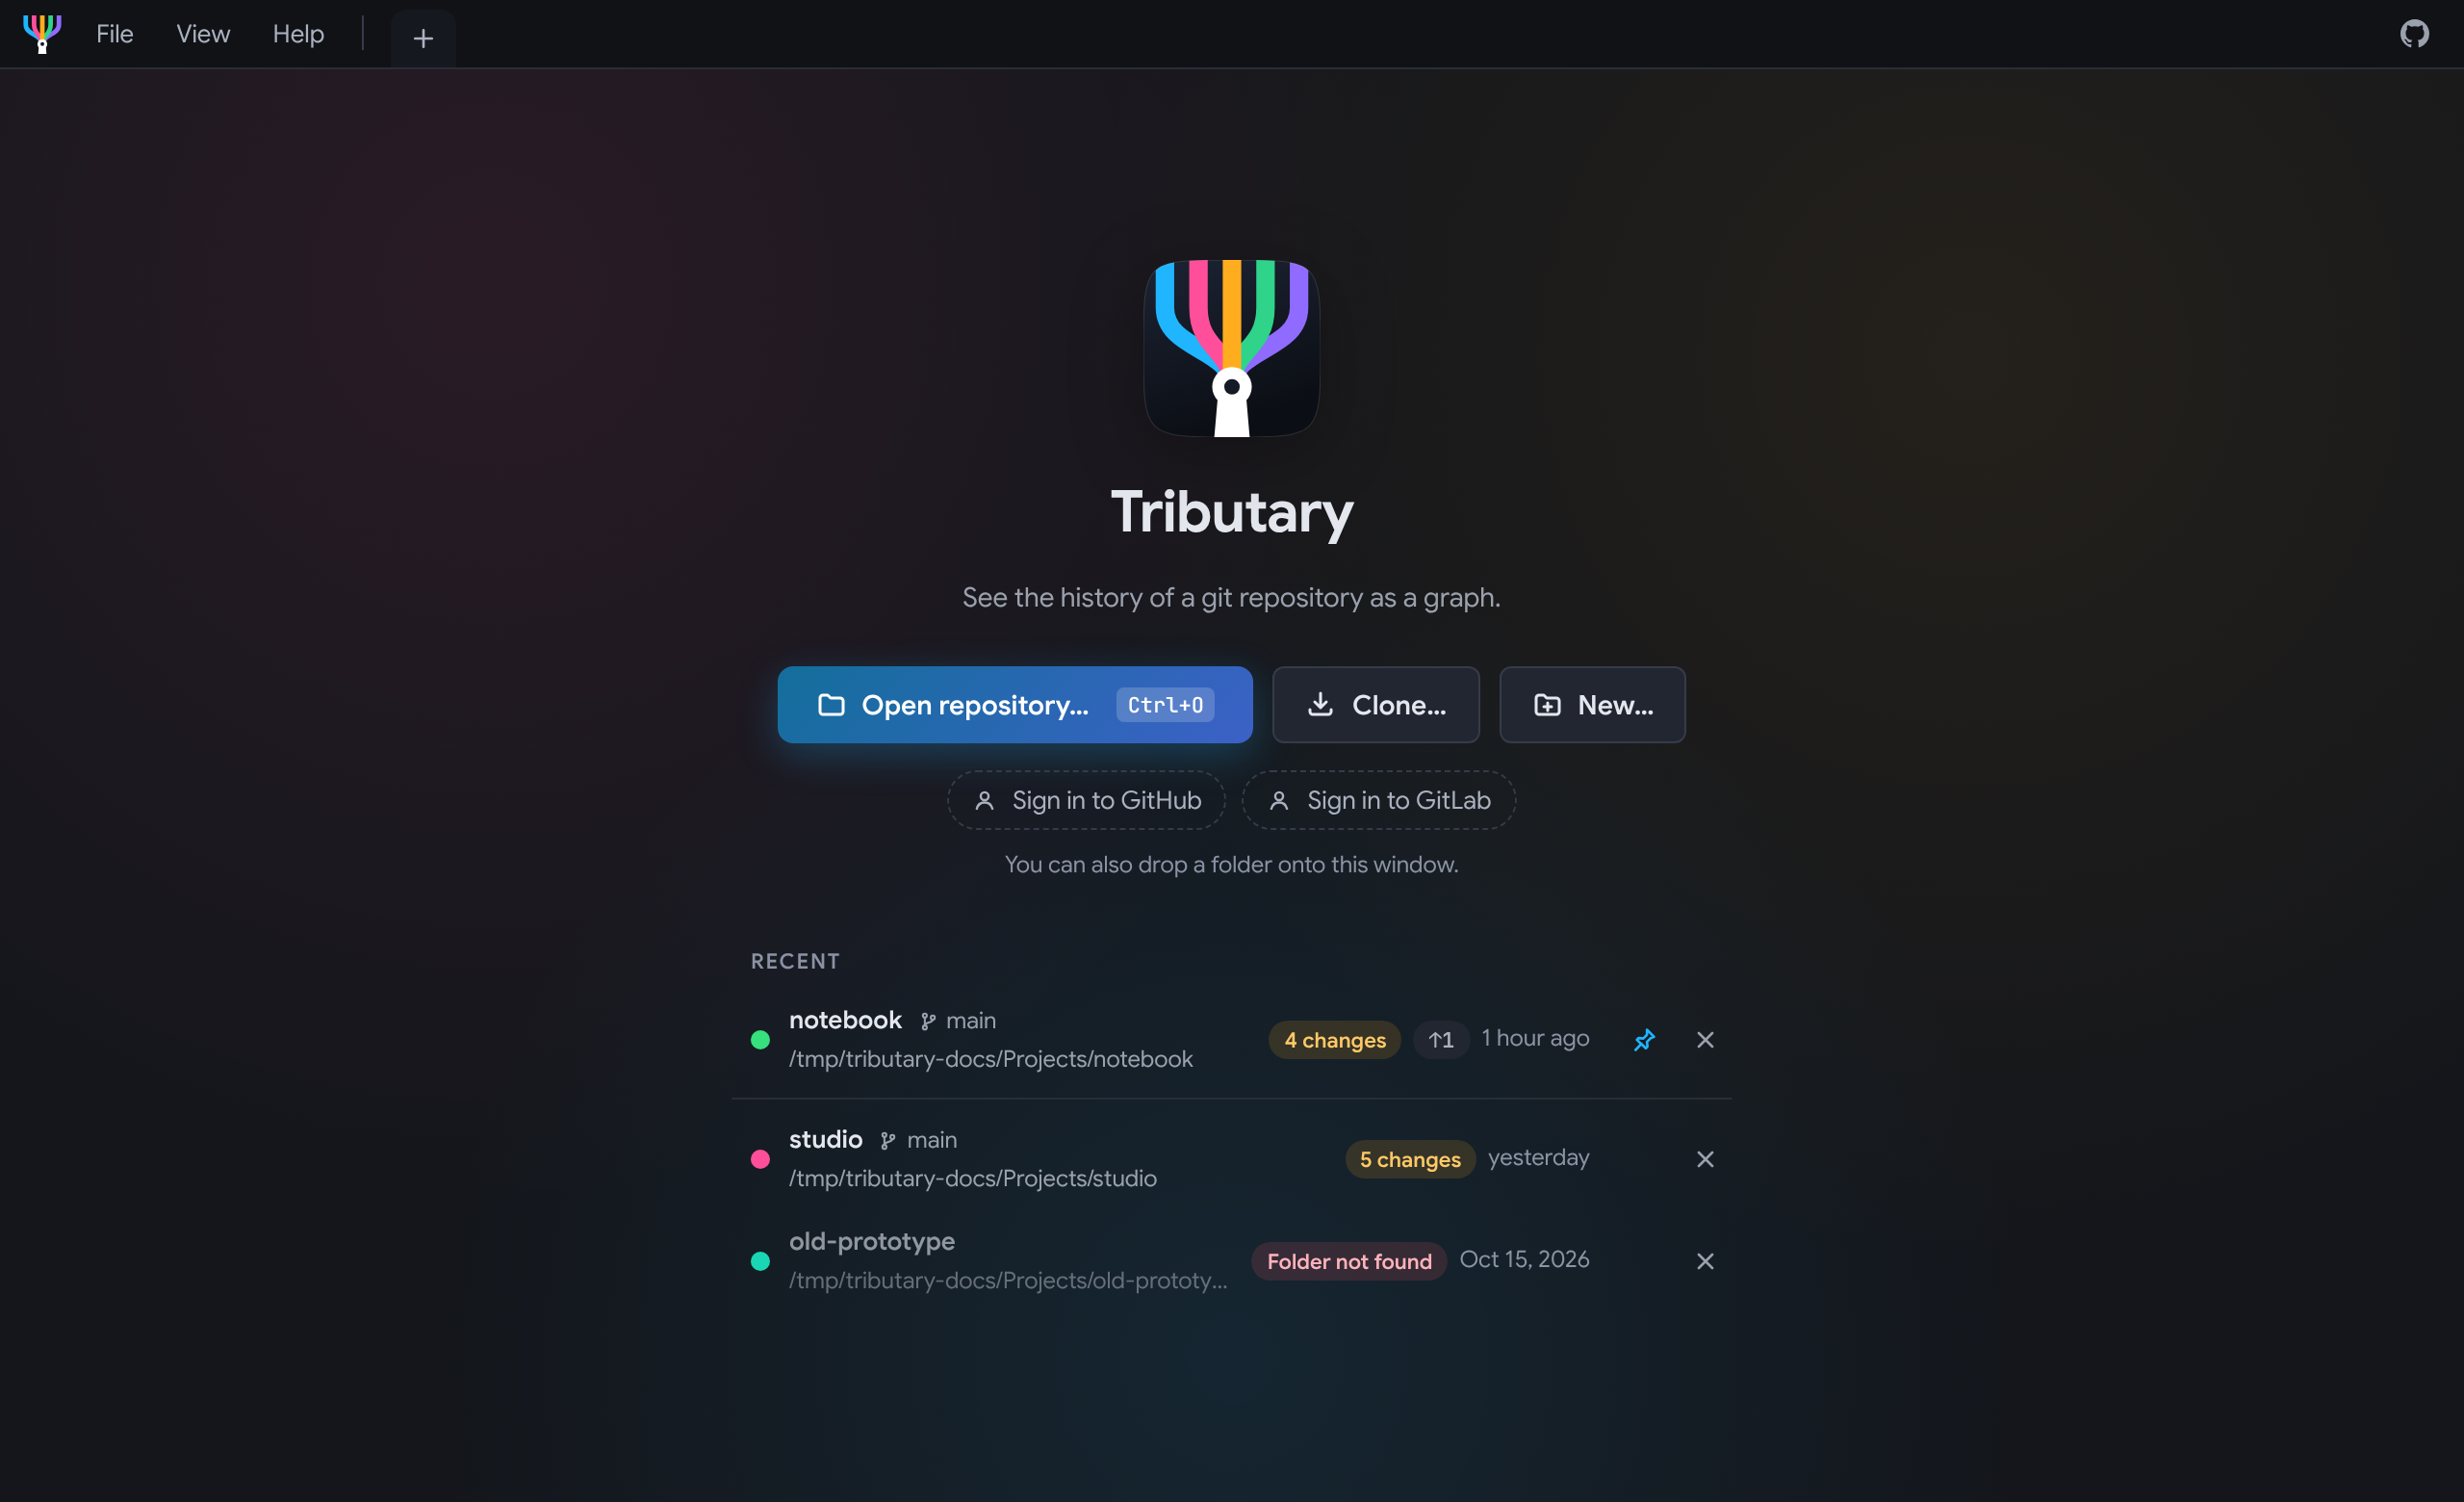 File View Help +
Tributary
See the history of a git repository as a graph.
Open repository... Ctrl+O Clone... New...
Sign in to GitHub Sign in to GitLab
You can also drop a folder onto this window.
RECENT
notebook main
/tmp/tributary-docs/Projects/notebook
4 changes ↑1 1 hour ago
studio main
/tmp/tributary-docs/Projects/studio
5 changes yesterday
old-prototype
/tmp/tributary-docs/Projects/old-prototy...
Folder not found Oct 15, 2026